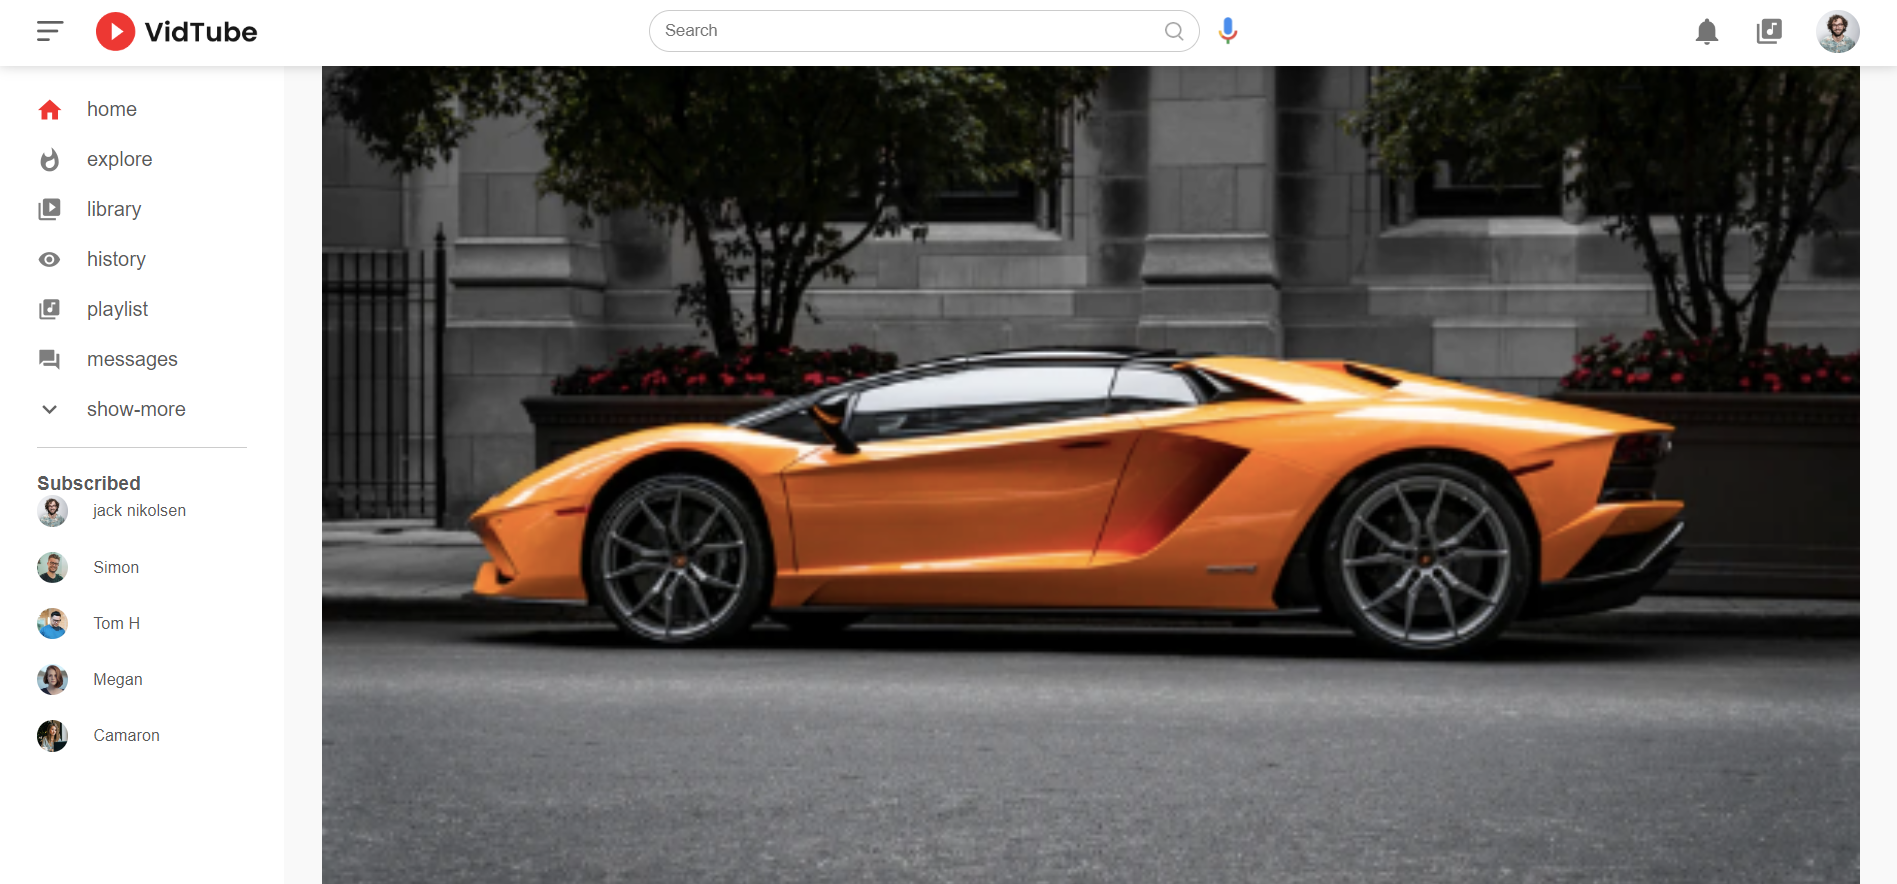 VidTube
Search
home
explore
library
history
playlist
messages
show-more
Subscribed
jack nikolsen
Simon
Tom H
Megan
Camaron